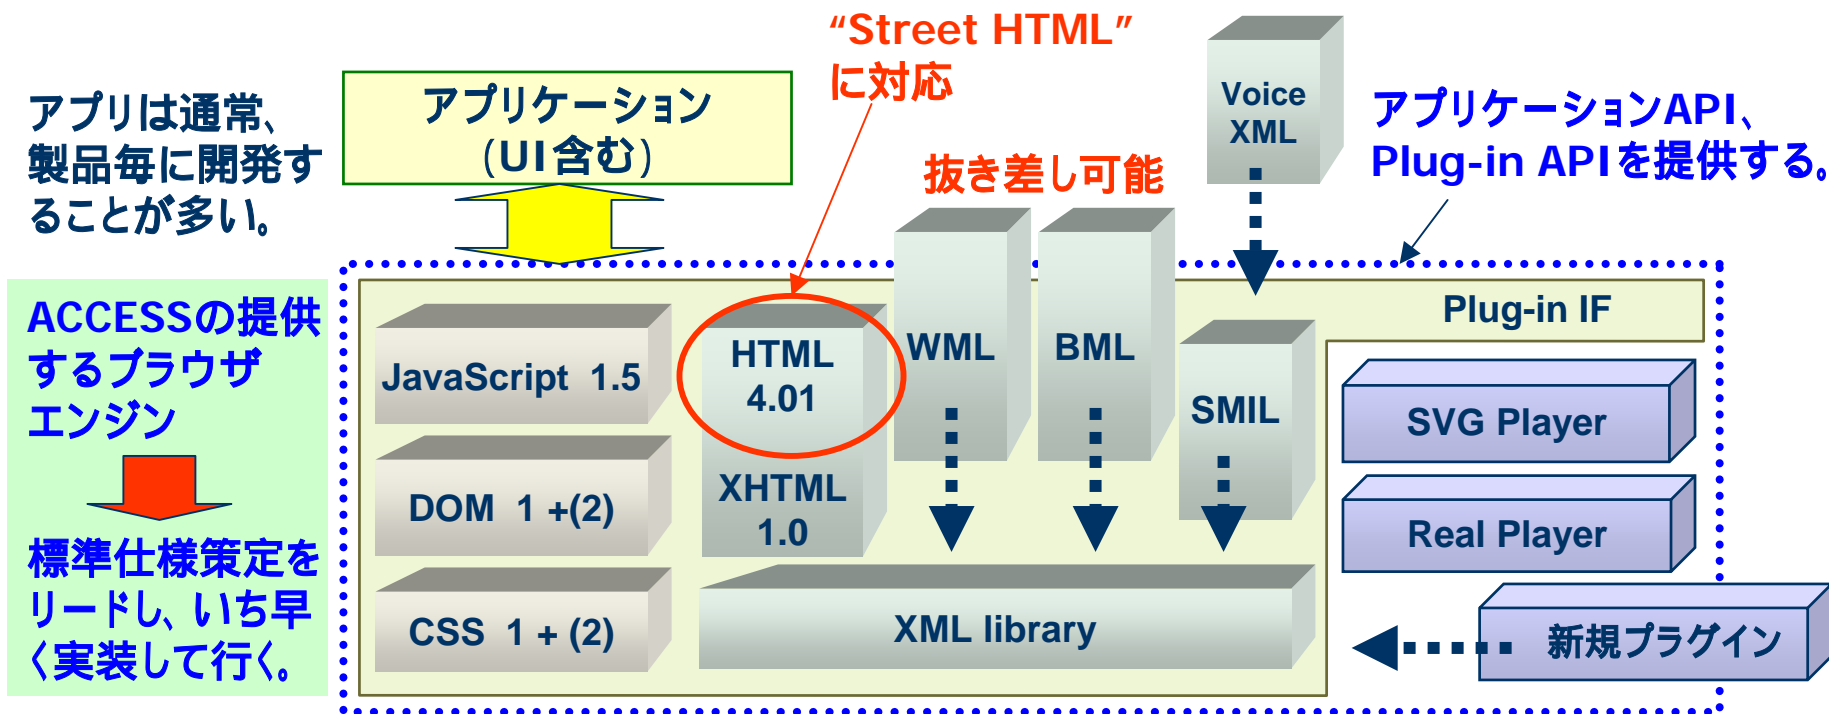 “Street HTML”
に対応
アプリは通常、
製品毎に開発す
ることが多い。
アプリケーション
(UI含む)
抜き差し可能
Voice
XML
アプリケーションAPI、
Plug-in APIを提供する。
ACCESSの提供
するブラウザ
エンジン
標準仕様策定を
リードし、いち早
く実装して行く。
Plug-in IF
JavaScript 1.5
HTML
4.01
WML
BML
SMIL
SVG Player
DOM 1 +(2)
XHTML
1.0
Real Player
CSS 1 + (2)
XML library
新規プラグイン